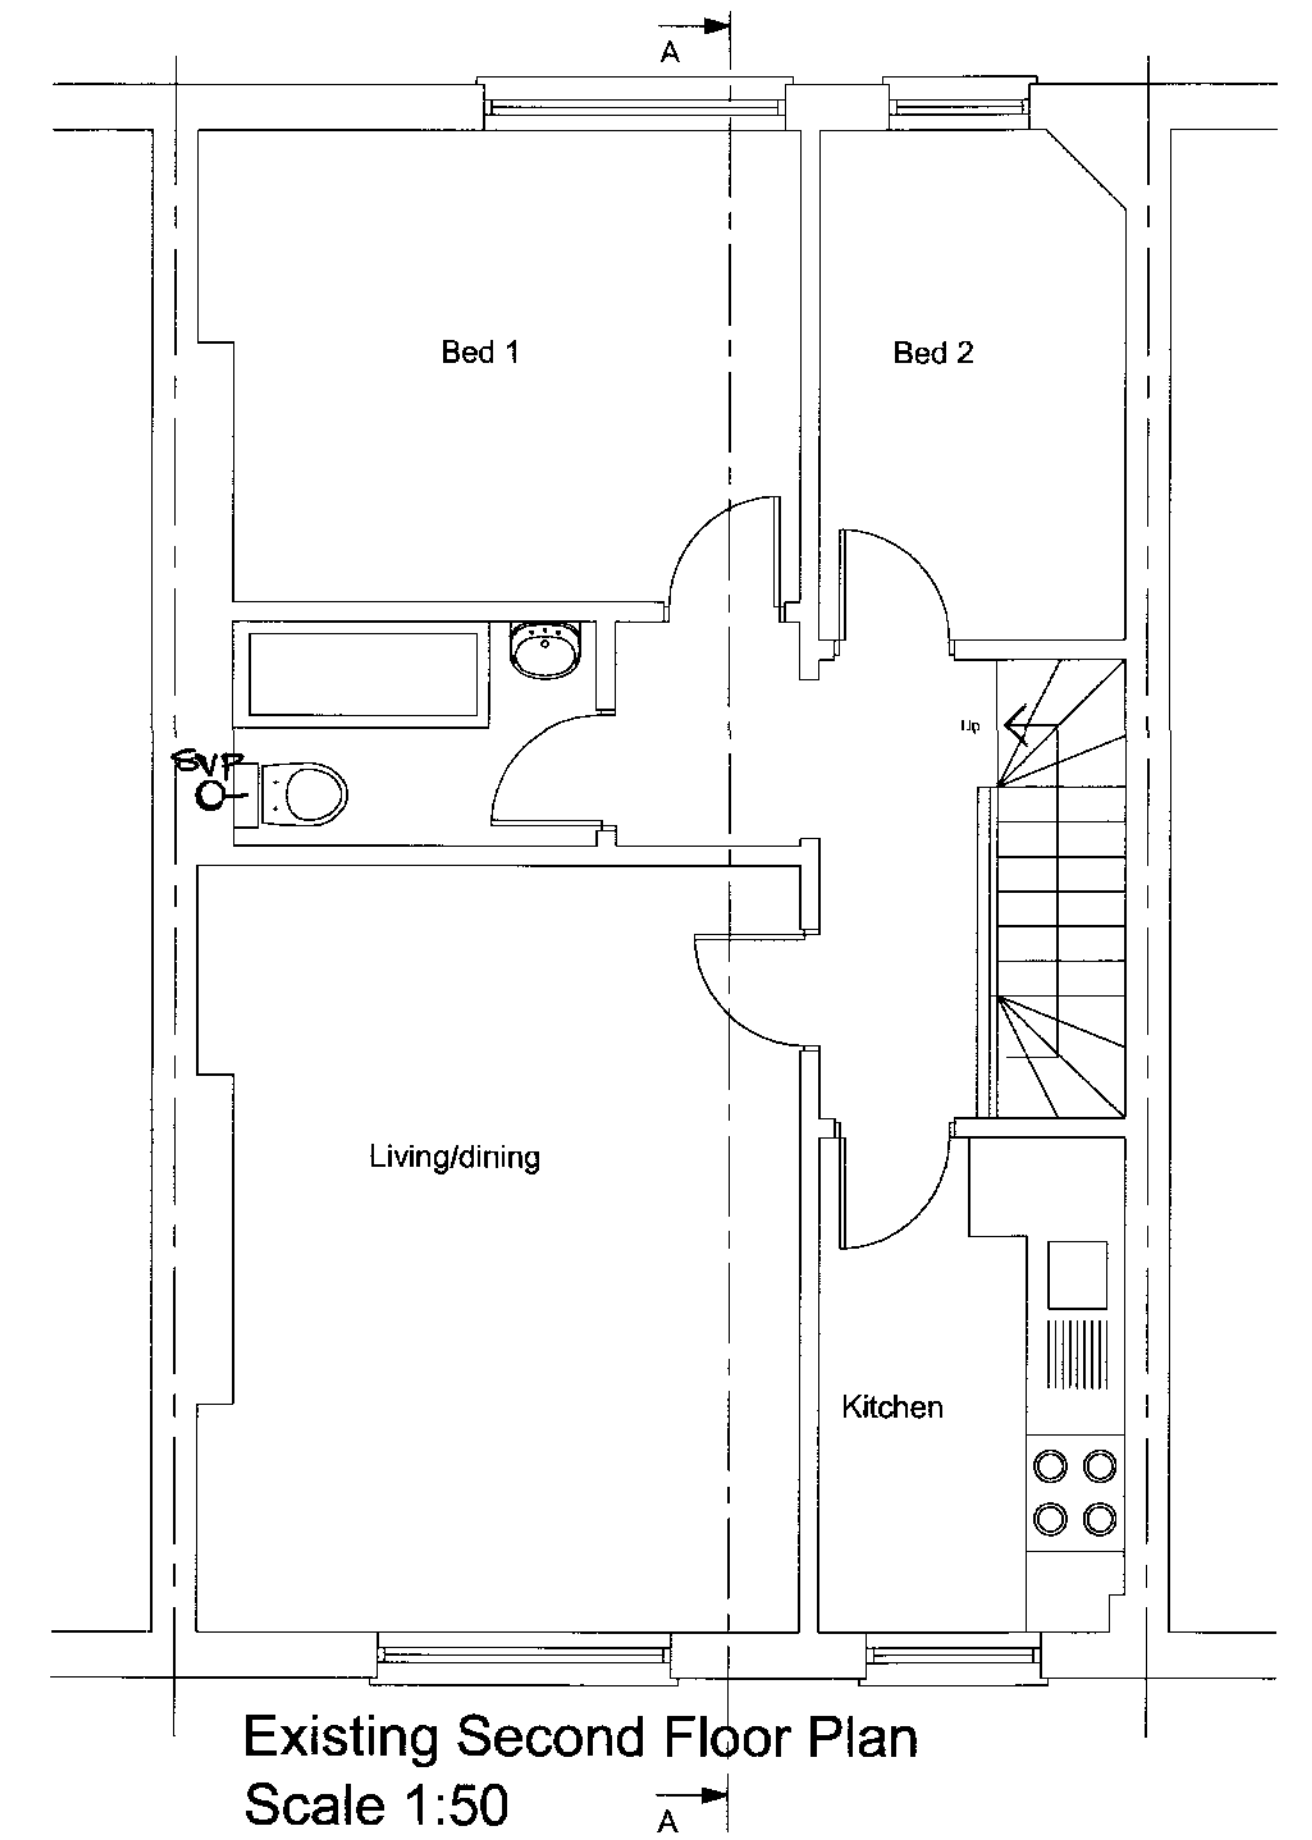 A
Bed 1
Bed 2
Up
SVP
Living/dining
Kitchen
Existing Second Floor Plan
Scale 1:50
A